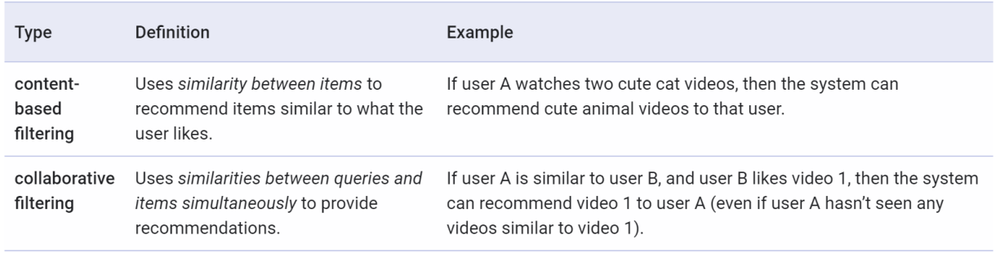 Type Definition Example
content-
based
filtering
Uses similarity between items to
recommend items similar to what the
user likes.
If user A watches two cute cat videos, then the system can
recommend cute animal videos to that user.
collaborative
filtering
Uses similarities between queries and
items simultaneously to provide
recommendations.
If user A is similar to user B, and user B likes video 1, then the system
can recommend video 1 to user A (even if user A hasn’t seen any
videos similar to video 1).